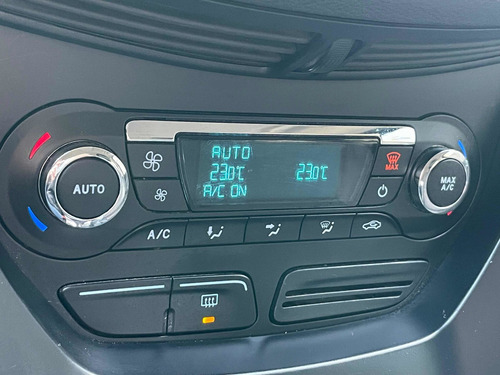 AUTO
23.0°C 23.0°C
A/C ON
MAX
AUTO
MAX
A/C
A/C